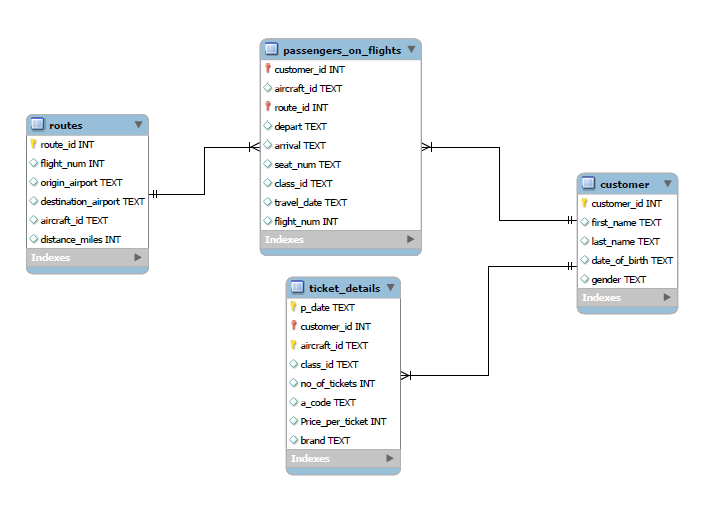 passengers_on_flights
customer_id INT
aircraft_id TEXT
route_id INT
depart TEXT
arrival TEXT
seat_num TEXT
class_id TEXT
travel_date TEXT
flight_num INT
Indexes
routes
route_id INT
flight_num INT
origin_airport TEXT
destination_airport TEXT
aircraft_id TEXT
distance_miles INT
Indexes
customer
customer_id INT
first_name TEXT
last_name TEXT
date_of_birth TEXT
gender TEXT
Indexes
ticket_details
p_date TEXT
customer_id INT
aircraft_id TEXT
class_id TEXT
no_of_tickets INT
a_code TEXT
Price_per_ticket INT
brand TEXT
Indexes